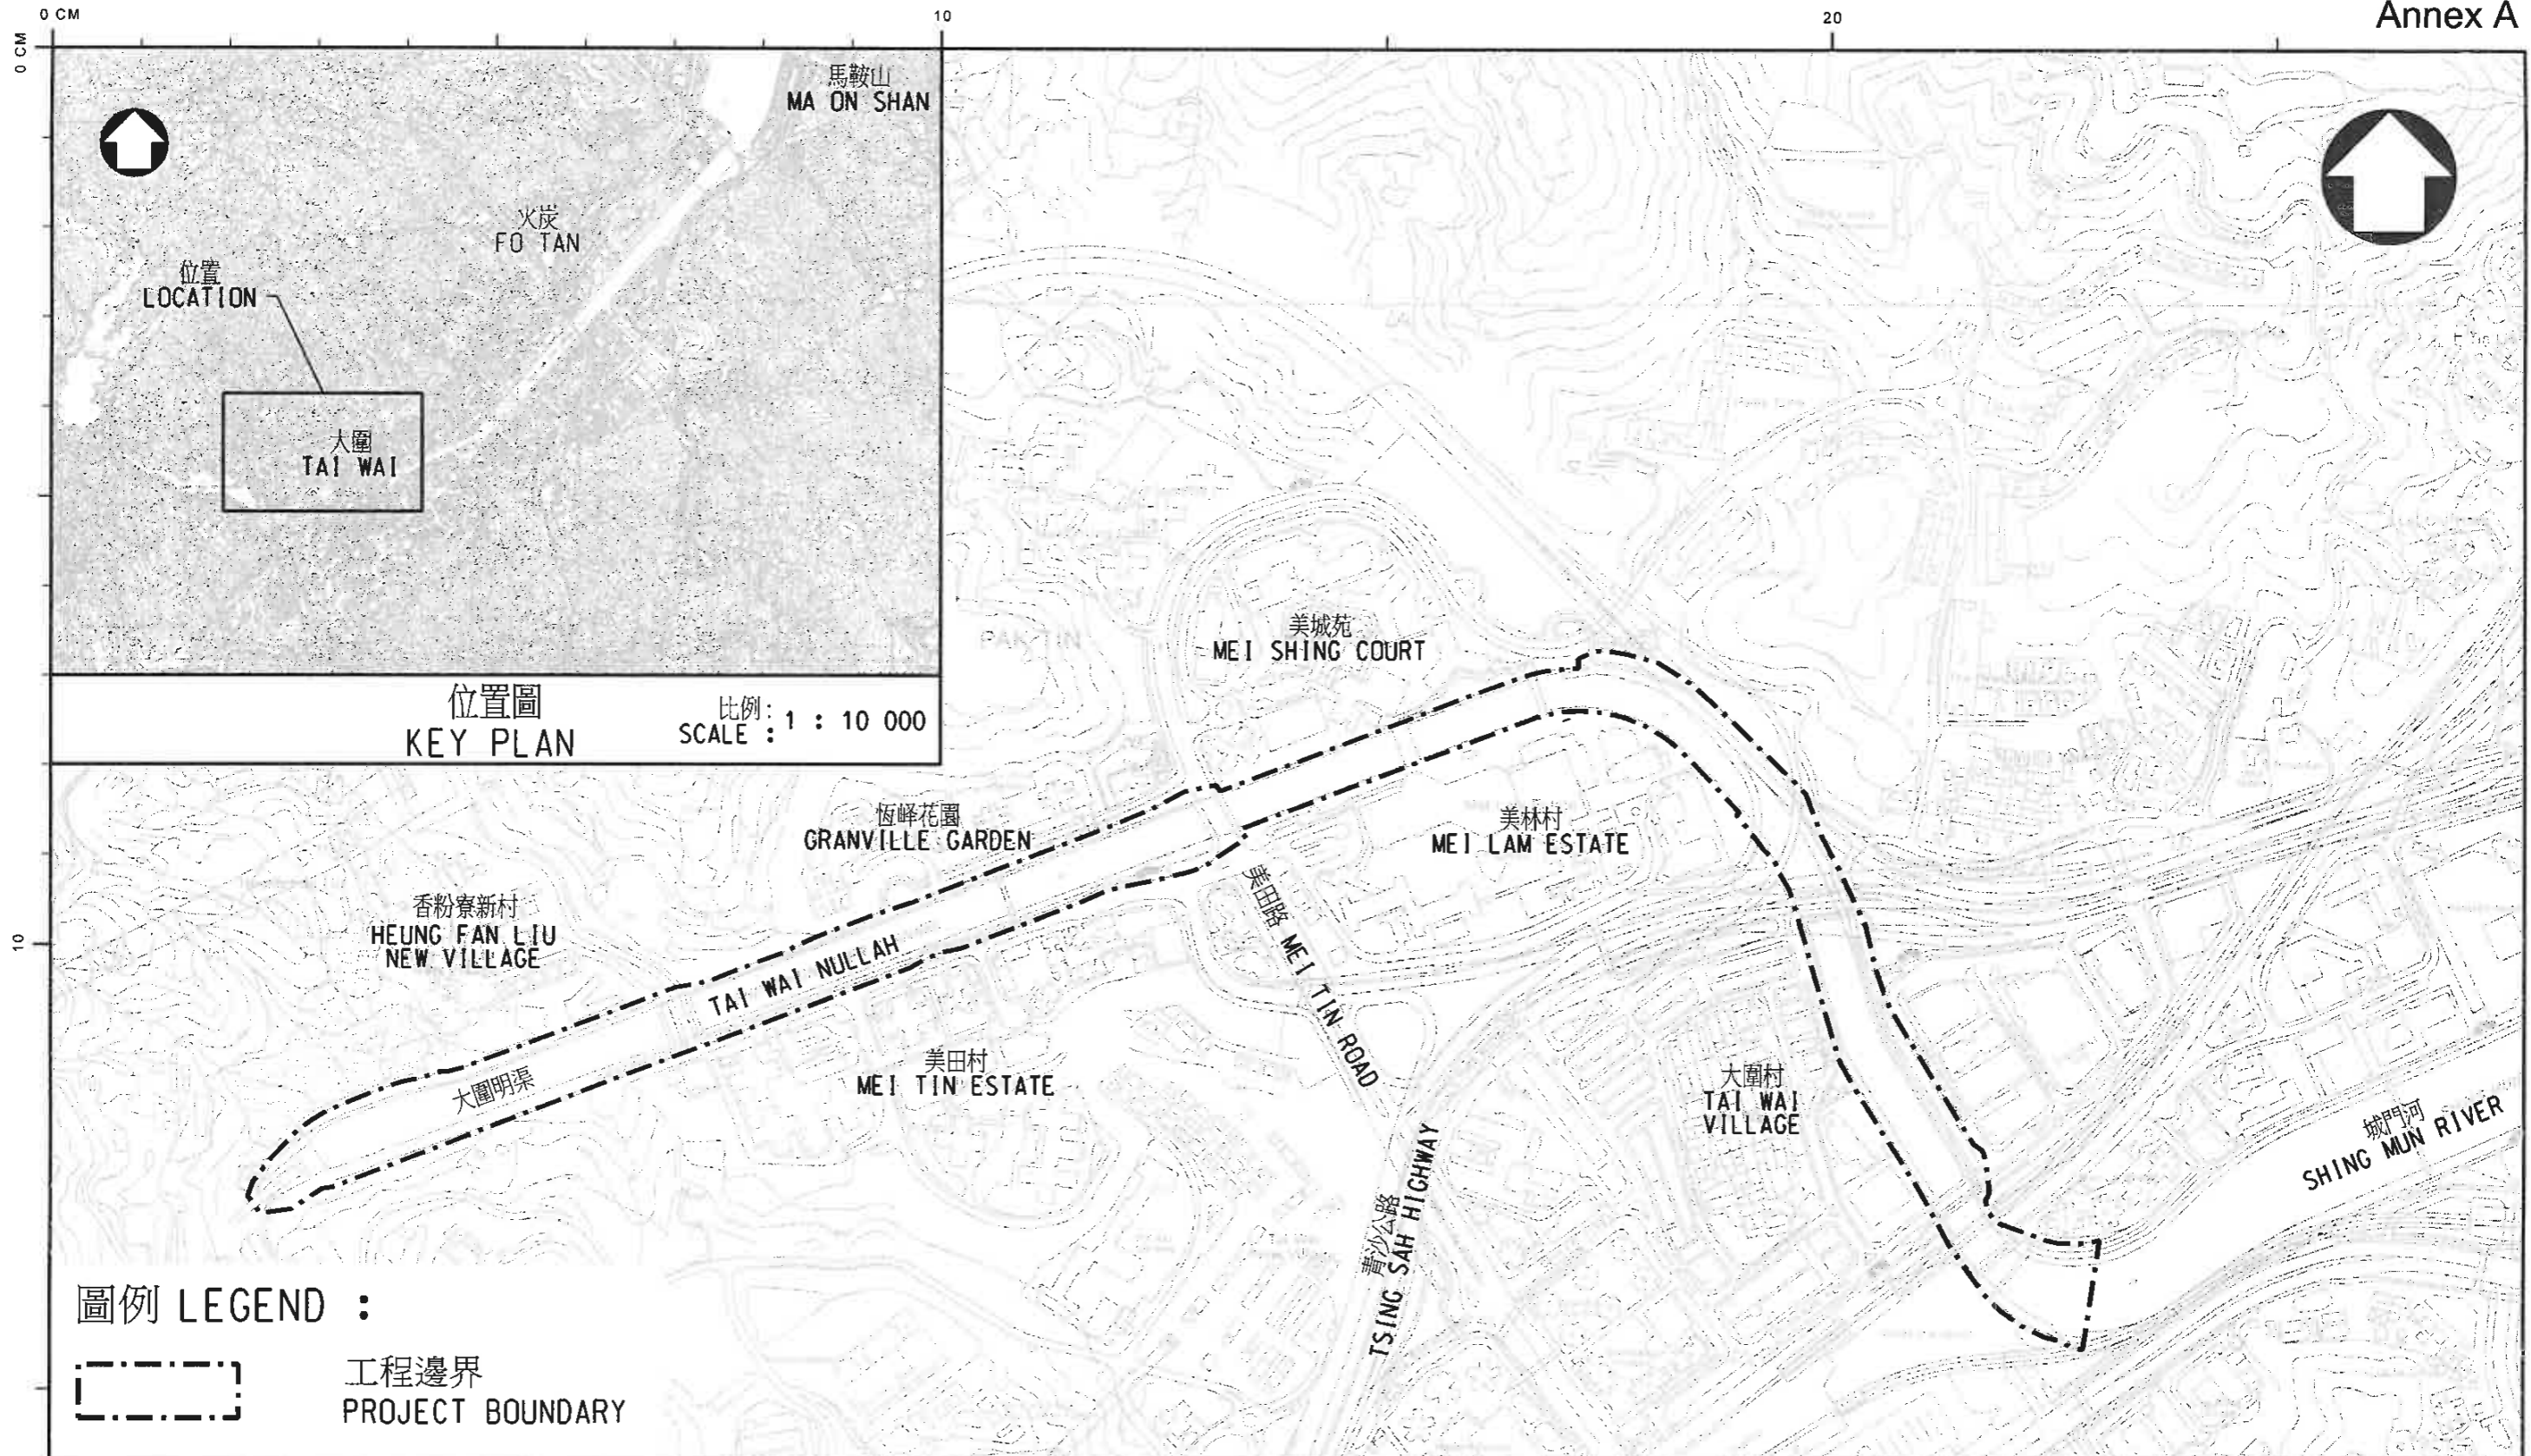 0 CM
10
20
Annex A
0 CM
10
馬鞍山
MA ON SHAN
火炭
FO TAN
位置
LOCATION
大圍
TAI WAI
位置圖
KEY PLAN
比例:
SCALE : 1 : 10 000
PAK TIN
美城苑
MEI SHING COURT
恆峰花園
GRANVILLE GARDEN
美林村
MEI LAM ESTATE
香粉寮新村
HEUNG FAN LIU
NEW VILLAGE
TAI WAI NULLAH
大圍明渠
美田路 MEI TIN ROAD
美田村
MEI TIN ESTATE
大圍村
TAI WAI
VILLAGE
青沙公路
TSING SAH HIGHWAY
城門河
SHING MUN RIVER
圖例 LEGEND :
工程邊界
PROJECT BOUNDARY